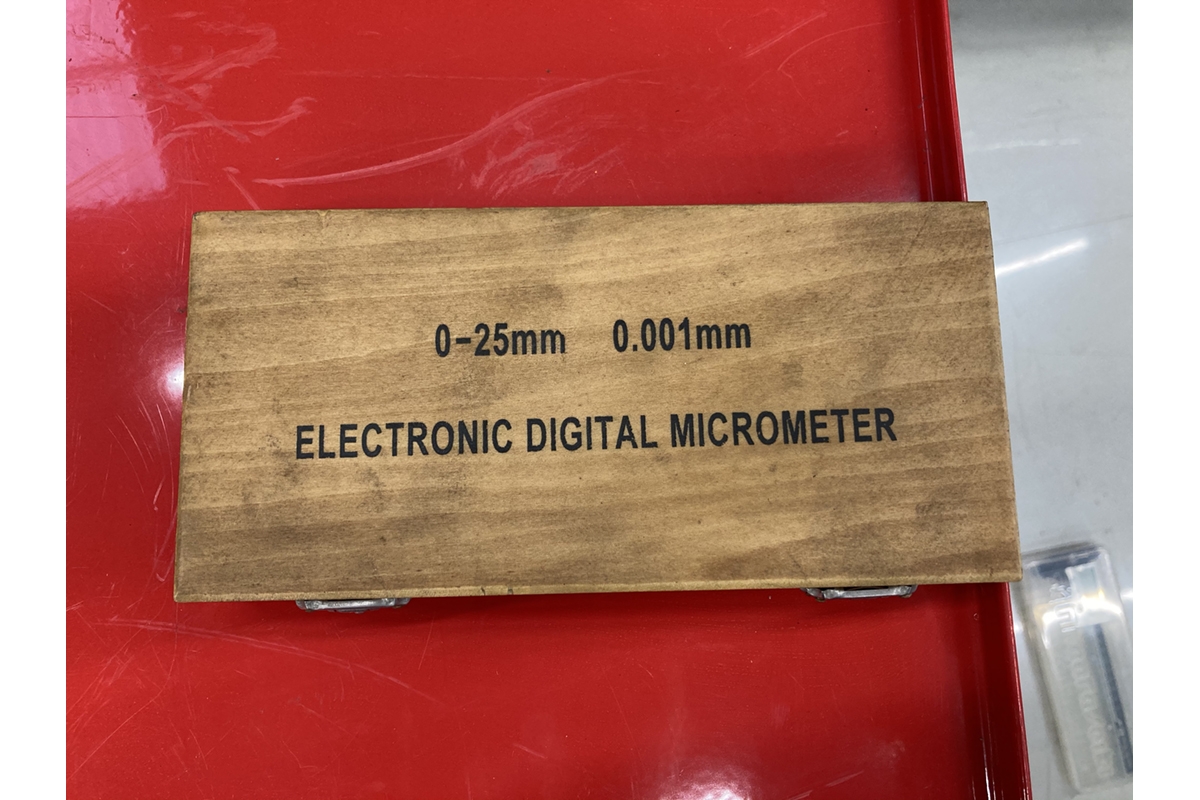 0-25mm 0.001mm
ELECTRONIC DIGITAL MICROMETER